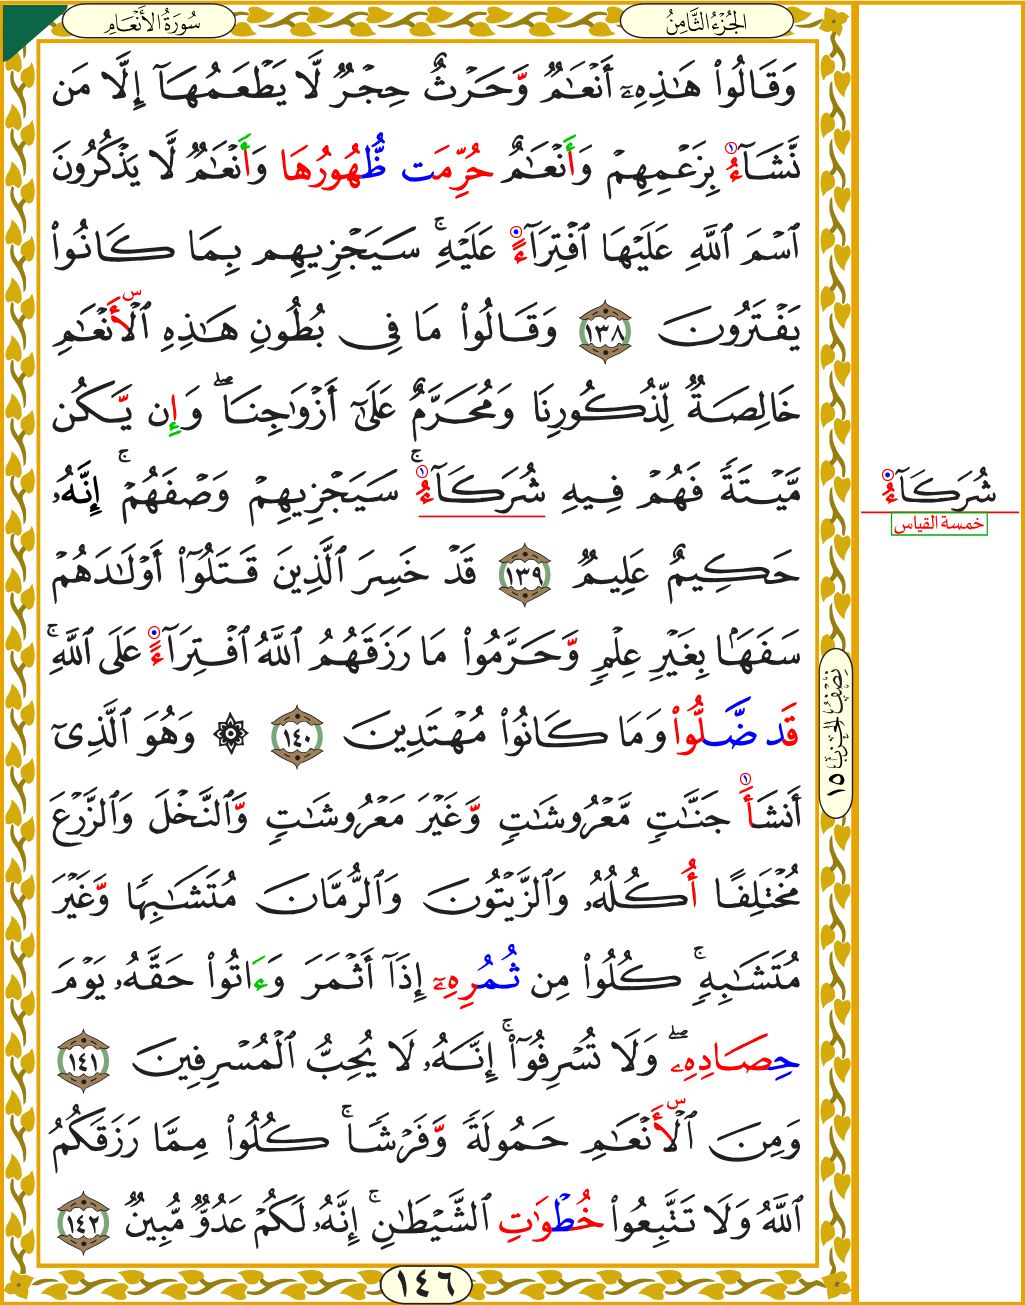 الجُزْءُ الثَّامِنُ
سُورَةُ الأَنْعَامِ
وَقَالُوا۟ هَـٰذِهِۦٓ أَنْعَـٰمٌ وَّحَرْثٌ حِجْرٌ لَّا يَطْعَمُهَآ إِلَّا مَن
نَّشَآءُ بِزَعْمِهِمْ وَأَنْعَـٰمٌ حُرِّمَت ظُّهُورُهَا وَأَنْعَـٰمٌ لَّا يَذْكُرُونَ
ٱسْمَ ٱللَّهِ عَلَيْهَا ٱفْتِرَآءً عَلَيْهِ ۚ سَيَجْزِيهِم بِمَا كَانُوا۟
يَفْتَرُونَ ١٣٨ وَقَالُوا۟ مَا فِى بُطُونِ هَـٰذِهِ ٱلْأَنْعَـٰمِ
خَالِصَةٌ لِّذُكُورِنَا وَمُحَرَّمٌ عَلَىٰٓ أَزْوَٰجِنَا ۖ وَإِن يَّكُن
مَّيْتَةً فَهُمْ فِيهِ شُرَكَآءُ ۚ سَيَجْزِيهِمْ وَصْفَهُمْ ۚ إِنَّهُۥ
حَكِيمٌ عَلِيمٌ ١٣٩ قَدْ خَسِرَ ٱلَّذِينَ قَتَلُوٓا۟ أَوْلَـٰدَهُمْ
سَفَهًۢا بِغَيْرِ عِلْمٍ وَّحَرَّمُوا۟ مَا رَزَقَهُمُ ٱللَّهُ ٱفْتِرَآءً عَلَى ٱللَّهِ ۚ
قَد ضَّلُّوا۟ وَمَا كَانُوا۟ مُهْتَدِينَ ١٤٠ ۞ وَهُوَ ٱلَّذِىٓ
أَنشَأَ جَنَّـٰتٍ مَّعْرُوشَـٰتٍ وَّغَيْرَ مَعْرُوشَـٰتٍ وَّٱلنَّخْلَ وَٱلزَّرْعَ
مُخْتَلِفًا أُكُلُهُۥ وَٱلزَّيْتُونَ وَٱلرُّمَّانَ مُتَشَـٰبِهًا وَّغَيْرَ
مُتَشَـٰبِهٍ ۚ كُلُوا۟ مِن ثُمُرِهِۦٓ إِذَآ أَثْمَرَ وَءَاتُوا۟ حَقَّهُۥ يَوْمَ
حِصَادِهِۦ ۖ وَلَا تُسْرِفُوٓا۟ ۚ إِنَّهُۥ لَا يُحِبُّ ٱلْمُسْرِفِينَ ١٤١
وَمِنَ ٱلْأَنْعَـٰمِ حَمُولَةً وَّفَرْشًا ۚ كُلُوا۟ مِمَّا رَزَقَكُمُ
ٱللَّهُ وَلَا تَتَّبِعُوا۟ خُطْوَٰتِ ٱلشَّيْطَـٰنِ ۚ إِنَّهُۥ لَكُمْ عَدُوٌّ مُّبِينٌ ١٤٢
شُرَكَآءُ
خمسة القياس
نِصْفُ الحِزْبِ ١٥
١٤٦